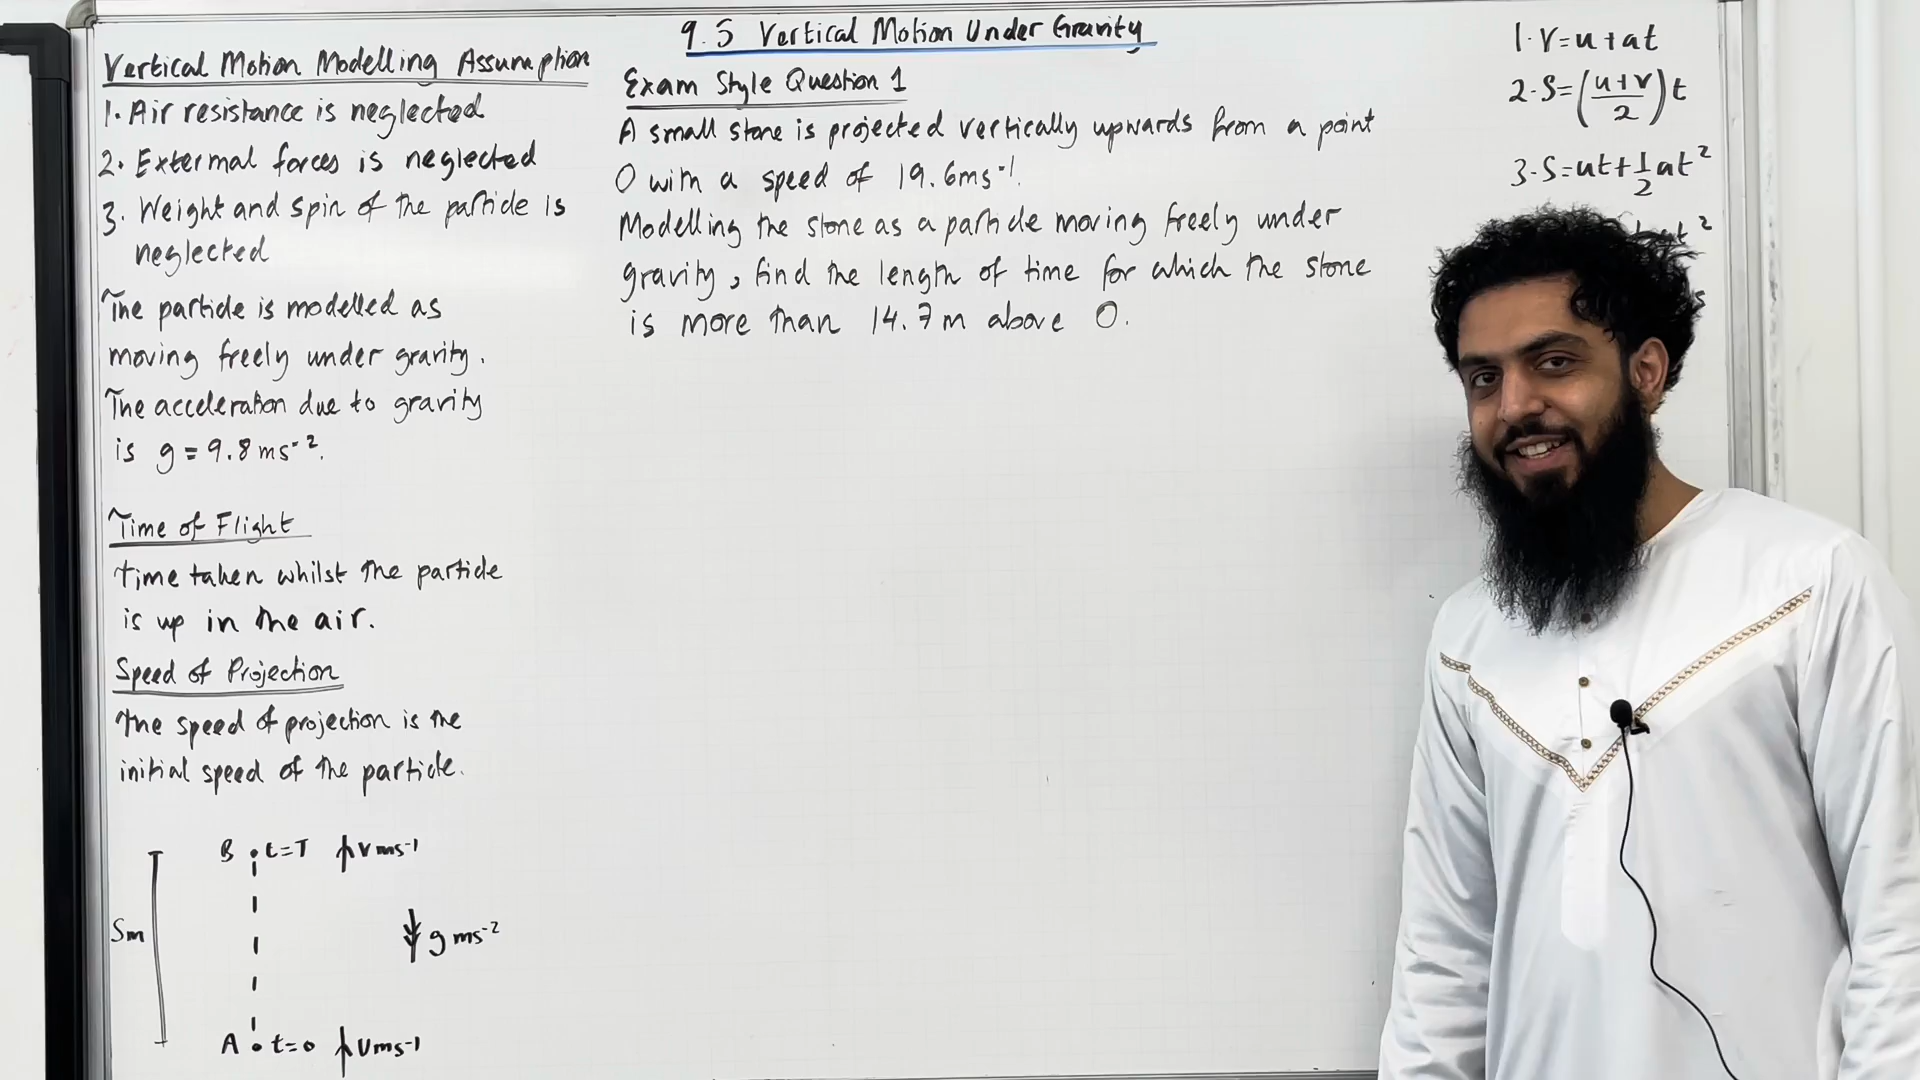 9.5 Vertical Motion Under Gravity
Vertical Motion Modelling Assumption
1. Air resistance is neglected
2. External forces is neglected
3. Weight and spin of the particle is
neglected
The particle is modelled as
moving freely under gravity.
The acceleration due to gravity
is g = 9.8ms⁻².
Time of Flight
Time taken whilst the particle
is up in the air.
Speed of Projection
The speed of projection is the
initial speed of the particle.
B t=T Vms⁻¹
Sm
g ms⁻²
A t=0 Ums⁻¹
Exam Style Question 1
A small stone is projected vertically upwards from a point
O with a speed of 19.6ms⁻¹.
Modelling the stone as a particle moving freely under
gravity, find the length of time for which the stone
is more than 14.7m above O.
1. V=u+at
2. S=(u+v/2)t
3. S=ut+1/2at²